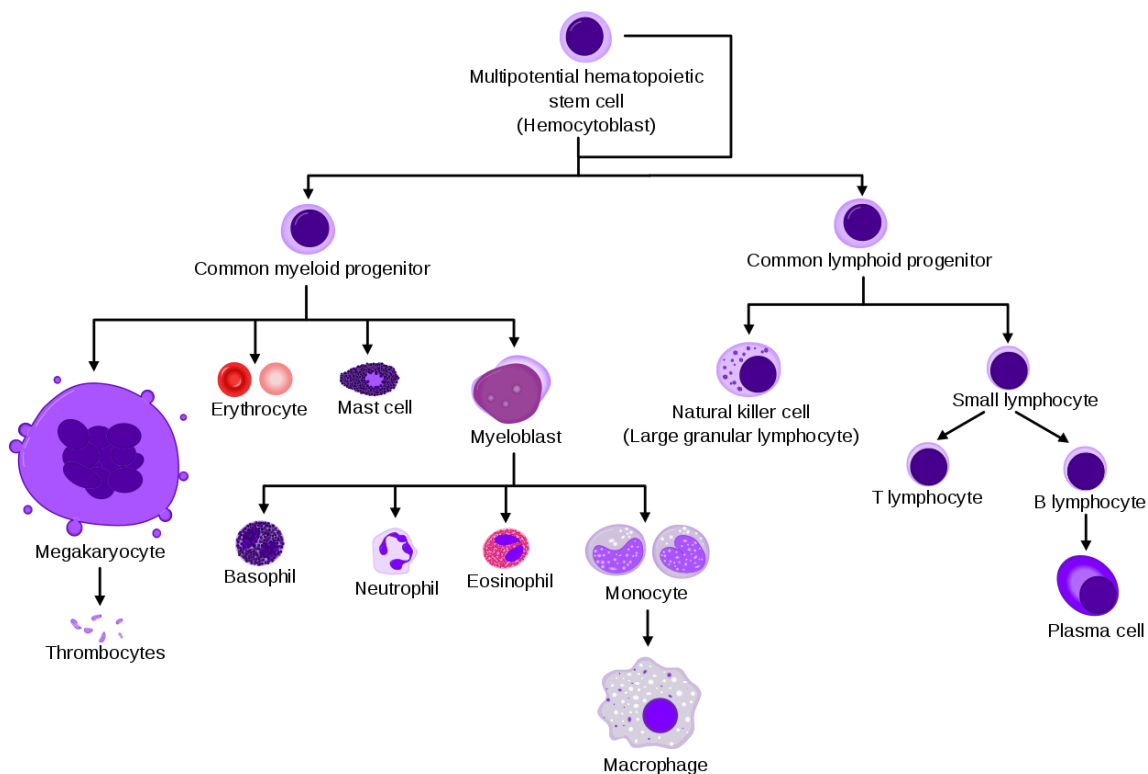 Multipotential hematopoietic
stem cell
(Hemocytoblast)
Common myeloid progenitor
Common lymphoid progenitor
Erythrocyte
Mast cell
Myeloblast
Natural killer cell
(Large granular lymphocyte)
Small lymphocyte
T lymphocyte
B lymphocyte
Megakaryocyte
Basophil
Neutrophil
Eosinophil
Monocyte
Plasma cell
Thrombocytes
Macrophage